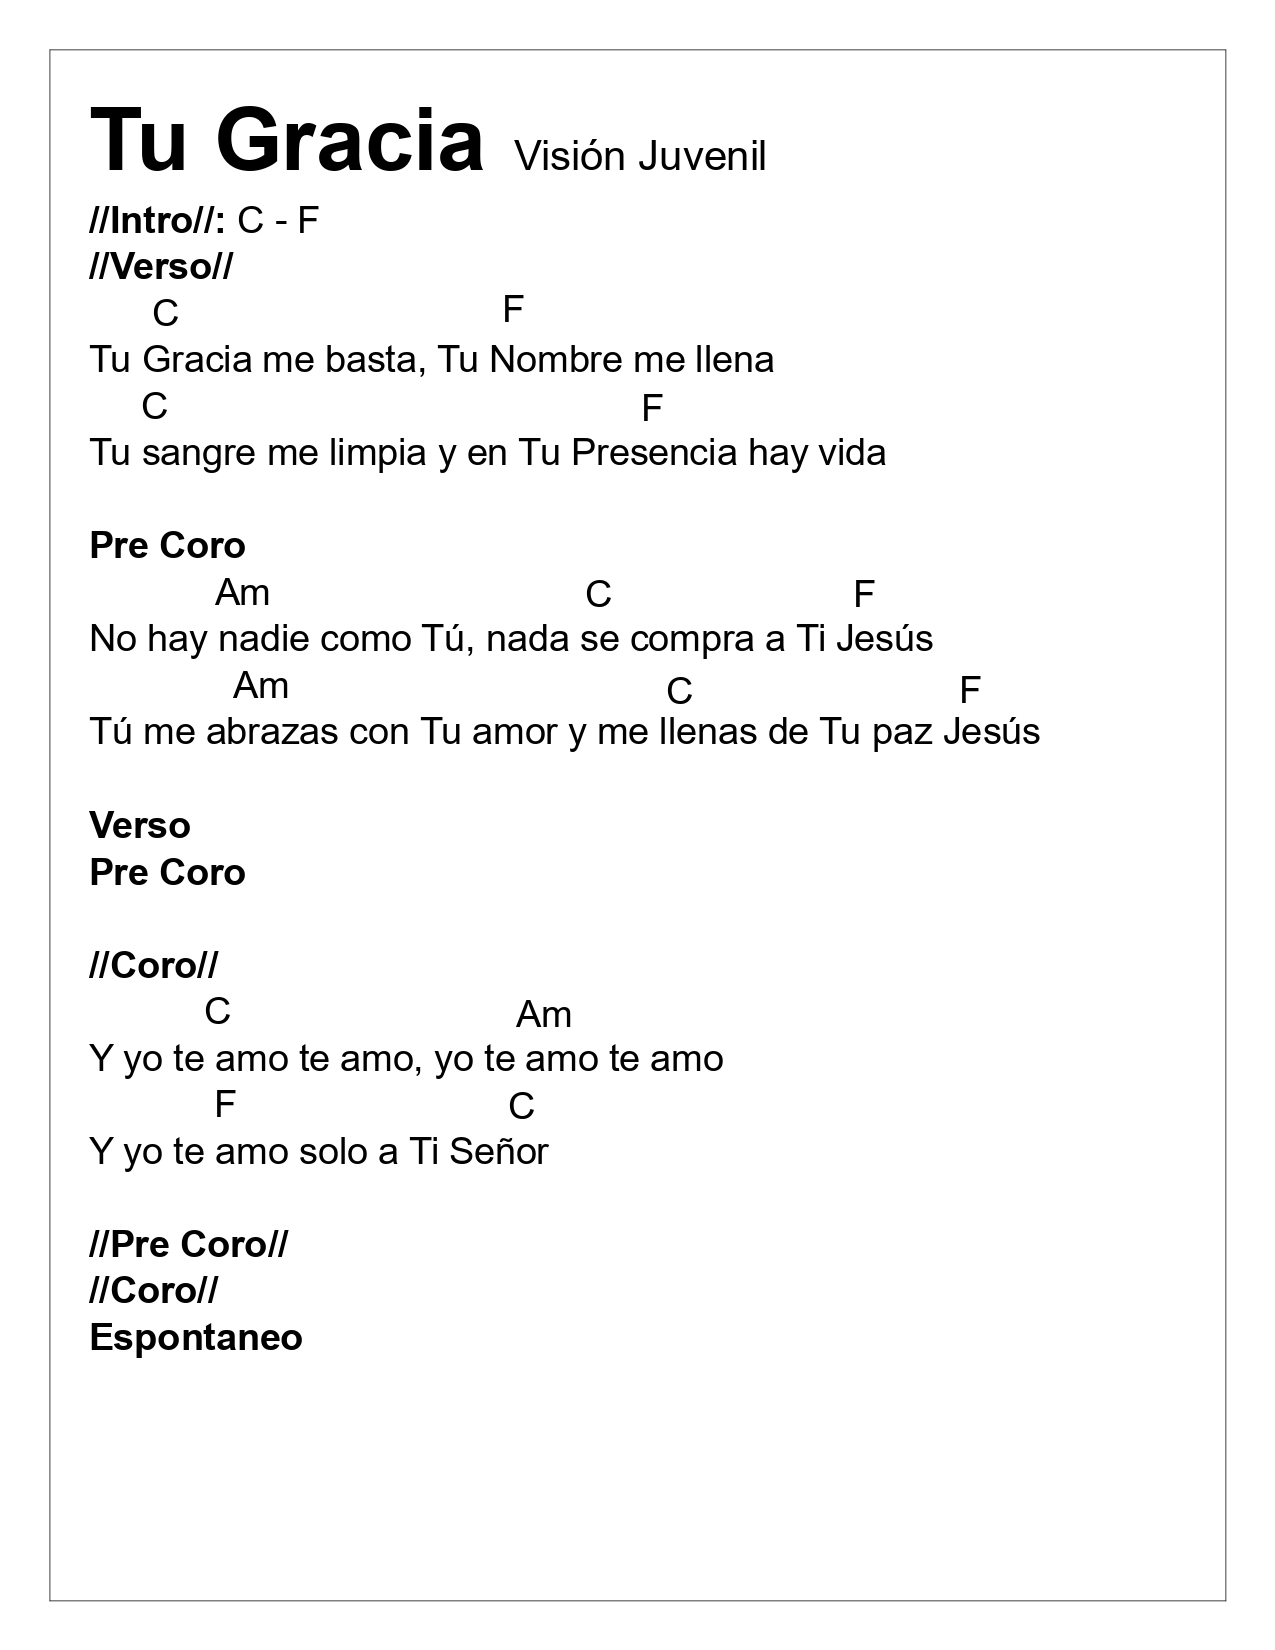 Tu Gracia Visión Juvenil
//Intro//: C - F
//Verso//
C F
Tu Gracia me basta, Tu Nombre me llena
C F
Tu sangre me limpia y en Tu Presencia hay vida
Pre Coro
Am C F
No hay nadie como Tú, nada se compra a Ti Jesús
Am C F
Tú me abrazas con Tu amor y me llenas de Tu paz Jesús
Verso
Pre Coro
//Coro//
C Am
Y yo te amo te amo, yo te amo te amo
F C
Y yo te amo solo a Ti Señor
//Pre Coro//
//Coro//
Espontaneo